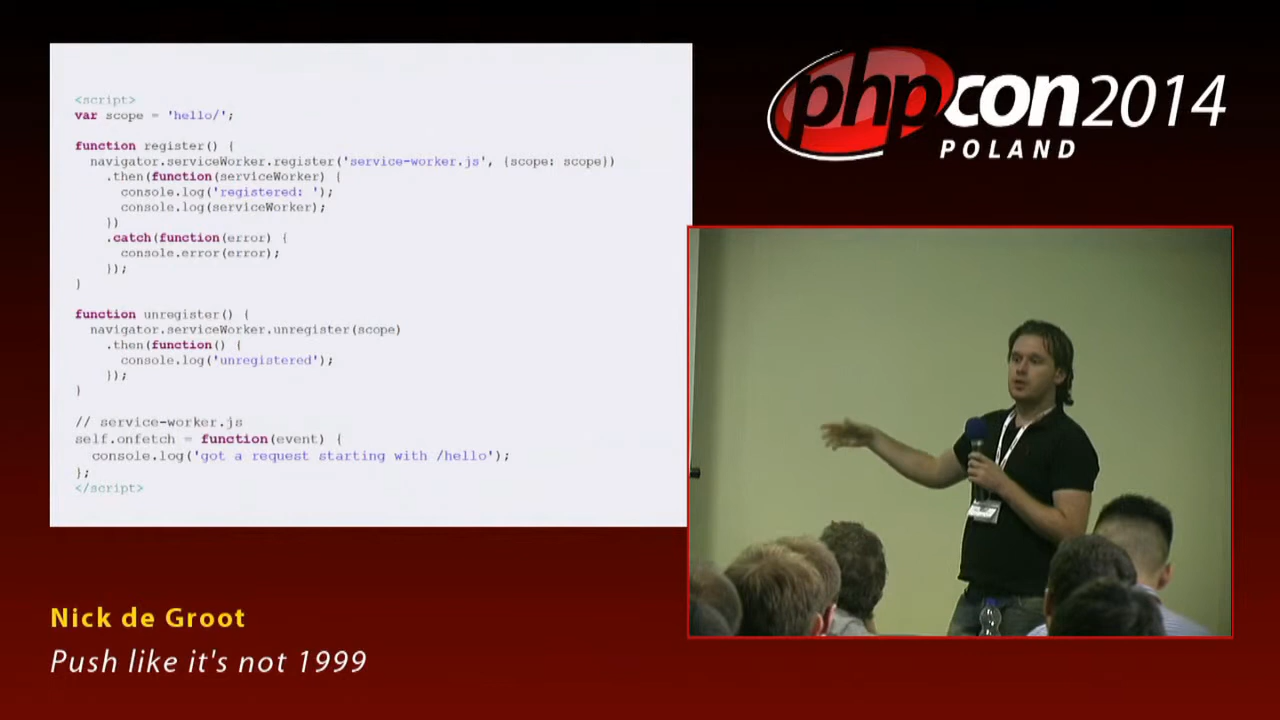 <script>
var scope = 'hello/';
function register() {
navigator.serviceWorker.register('service-worker.js', {scope: scope})
.then(function(serviceWorker) {
console.log('registered: ');
console.log(serviceWorker);
})
.catch(function(error) {
console.error(error);
});
}
function unregister() {
navigator.serviceWorker.unregister(scope)
.then(function() {
console.log('unregistered');
});
}
// service-worker.js
self.onfetch = function(event) {
console.log('got a request starting with /hello');
};
</script>
phpcon2014
POLAND
Nick de Groot
Push like it's not 1999